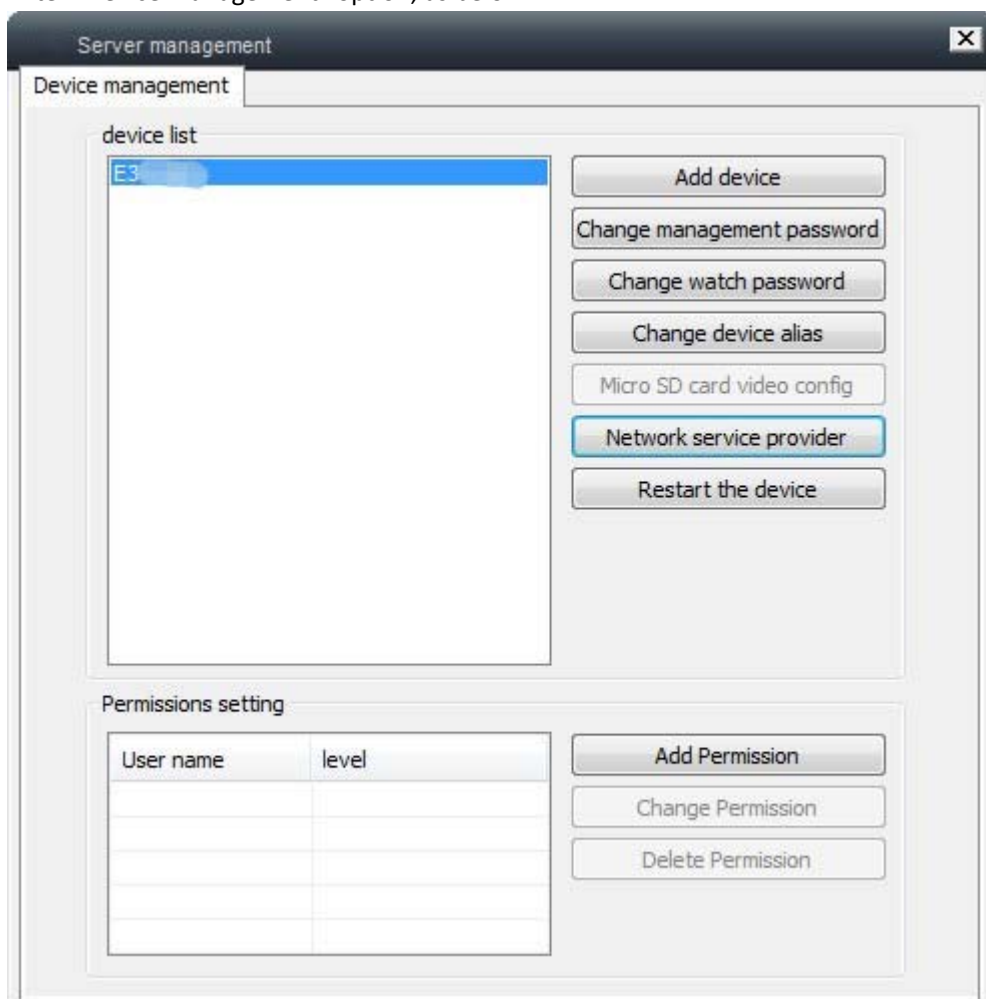 Server management
Device management
device list
E3
Add device
Change management password
Change watch password
Change device alias
Micro SD card video config
Network service provider
Restart the device
Permissions setting
User name level
Add Permission
Change Permission
Delete Permission